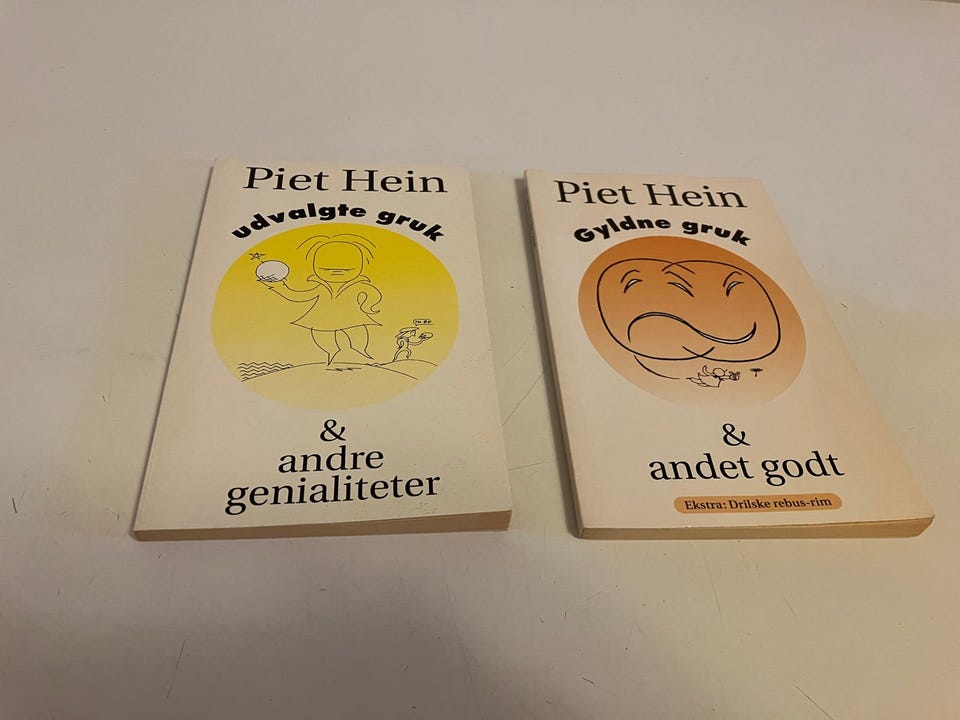 Piet Hein
udvalgte gruk
&
andre
genialiteter
Piet Hein
Gyldne gruk
&
andet godt
Ekstra: Drilske rebus-rim